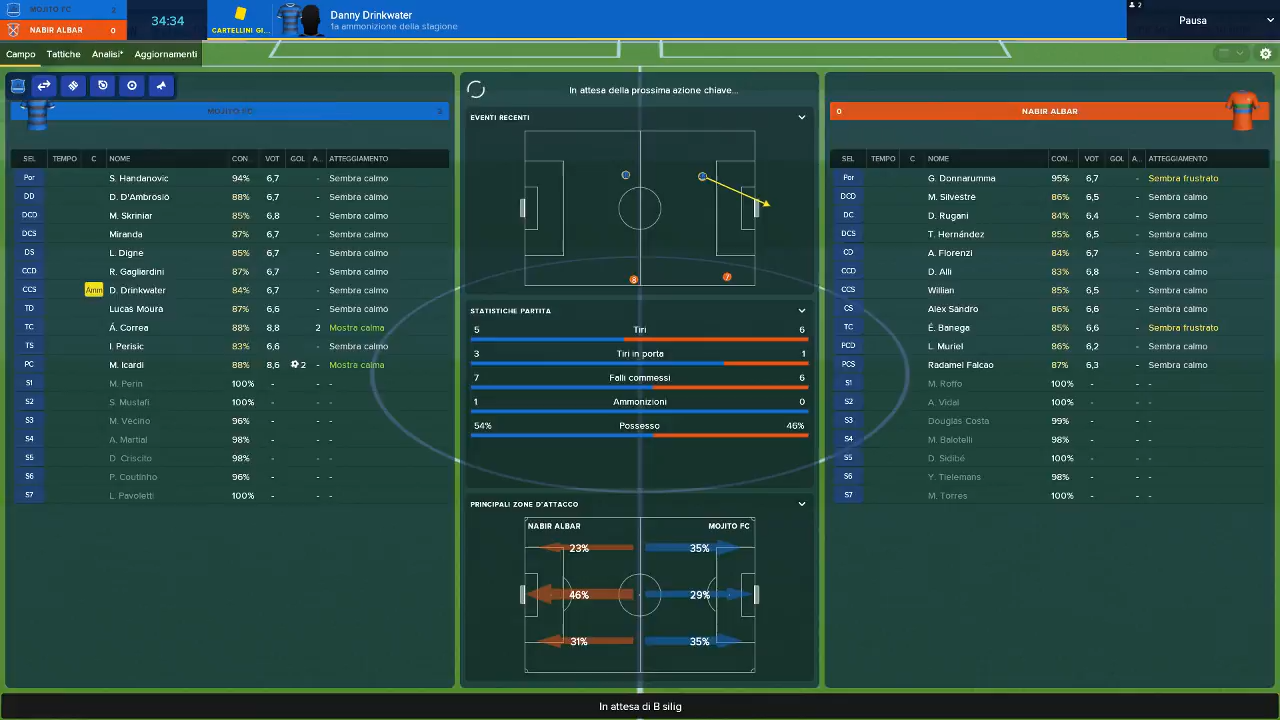 MOJITO FC 2
NABIR ALBAR 0
34:34
CARTELLINI GI...
Danny Drinkwater
1a ammonizione della stagione
2
Pausa
Campo Tattiche Analisi* Aggiornamenti
MOJITO FC 2
SEL TEMPO C NOME CON... VOT GOL A... ATTEGGIAMENTO
Por S. Handanovic 94% 6,7 - Sembra calmo
DD D. D'Ambrosio 88% 6,7 - Sembra calmo
DCD M. Skriniar 85% 6,8 - Sembra calmo
DCS Miranda 87% 6,7 - Sembra calmo
DS L. Digne 85% 6,7 - Sembra calmo
CCD R. Gagliardini 87% 6,7 - Sembra calmo
CCS Amm D. Drinkwater 84% 6,7 - Sembra calmo
TD Lucas Moura 87% 6,6 - Sembra calmo
TC Á. Correa 88% 8,8 2 Mostra calma
TS I. Perisic 83% 6,6 - Sembra calmo
PC M. Icardi 88% 8,6 2 - Mostra calma
S1 M. Perin 100% - - -
S2 S. Mustafi 100% - - -
S3 M. Vecino 96% - - -
S4 A. Martial 98% - - -
S5 D. Criscito 98% - - -
S6 P. Coutinho 96% - - -
S7 L. Pavoletti 100% - - -
In attesa della prossima azione chiave...
EVENTI RECENTI
8
7
STATISTICHE PARTITA
5 Tiri 6
3 Tiri in porta 1
7 Falli commessi 6
1 Ammonizioni 0
54% Possesso 46%
PRINCIPALI ZONE D'ATTACCO
NABIR ALBAR MOJITO FC
23% 35%
46% 29%
31% 35%
0 NABIR ALBAR
SEL TEMPO C NOME CON... VOT GOL A... ATTEGGIAMENTO
Por G. Donnarumma 95% 6,7 - Sembra frustrato
DCD M. Silvestre 86% 6,5 - Sembra calmo
DC D. Rugani 84% 6,4 - Sembra calmo
DCS T. Hernández 85% 6,5 - Sembra calmo
CD A. Florenzi 84% 6,7 - Sembra calmo
CCD D. Alli 83% 6,8 - Sembra calmo
CCS Willian 85% 6,5 - Sembra calmo
CS Alex Sandro 86% 6,6 - Sembra calmo
TC É. Banega 85% 6,6 - Sembra frustrato
PCD L. Muriel 86% 6,2 - Sembra calmo
PCS Radamel Falcao 87% 6,3 - Sembra calmo
S1 M. Roffo 100% - - -
S2 A. Vidal 100% - - -
S3 Douglas Costa 99% - - -
S4 M. Balotelli 98% - - -
S5 D. Sidibé 98% - - -
S6 Y. Tielemans 98% - - -
S7 M. Torres 100% - - -
In attesa di B silig